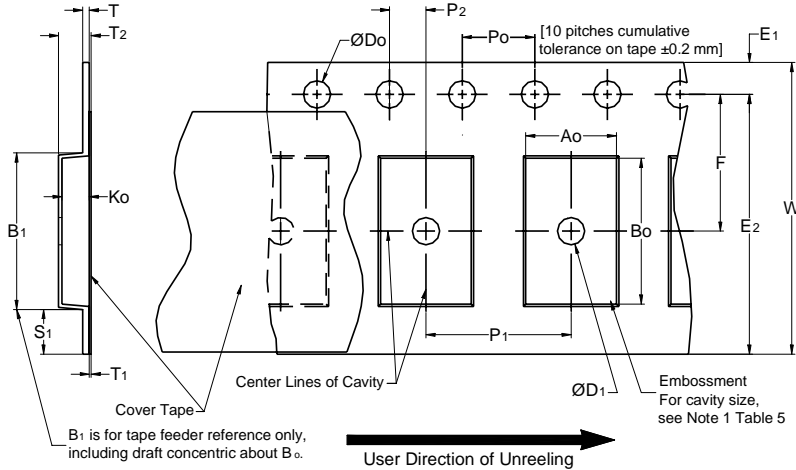 T
T2
P2
ØDo
Po
[10 pitches cumulative
tolerance on tape ±0.2 mm]
E1
Ao
F
W
Ko
B1
Bo
E2
S1
P1
T1
Center Lines of Cavity
ØD1
Embossment
For cavity size,
see Note 1 Table 5
Cover Tape
B1 is for tape feeder reference only,
including draft concentric about Bo.
User Direction of Unreeling